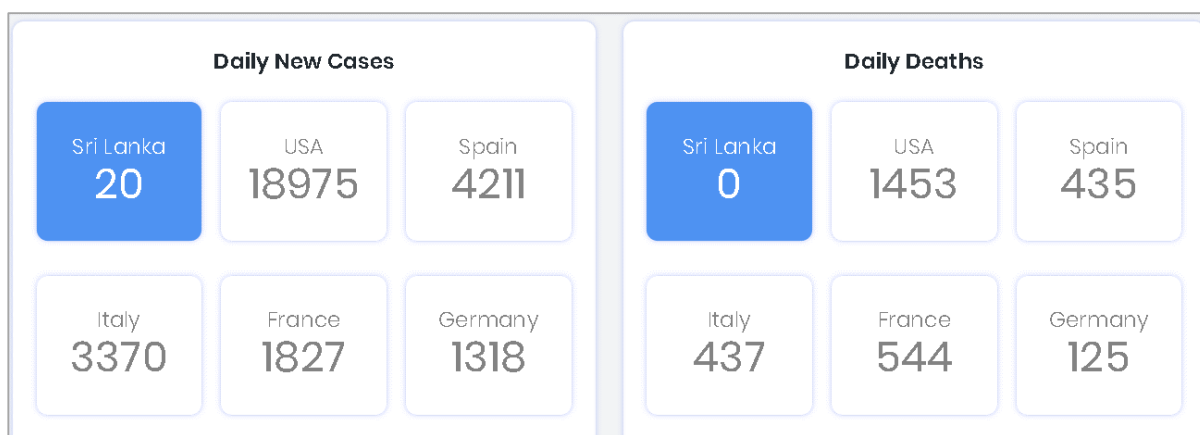 Daily New Cases
Sri Lanka
20
USA
18975
Spain
4211
Italy
3370
France
1827
Germany
1318
Daily Deaths
Sri Lanka
0
USA
1453
Spain
435
Italy
437
France
544
Germany
125